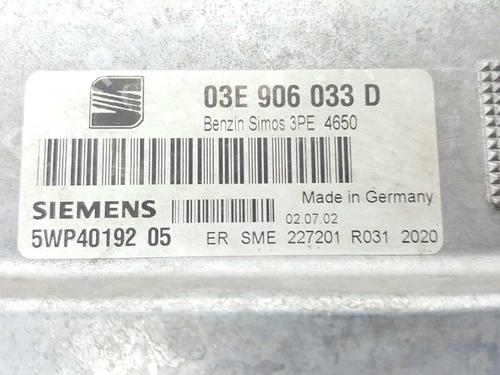 03E 906 033 D
Benzin Simos 3PE 4650
Made in Germany
SIEMENS
02.07.02
5WP40192 05 ER SME 227201 R031 2020